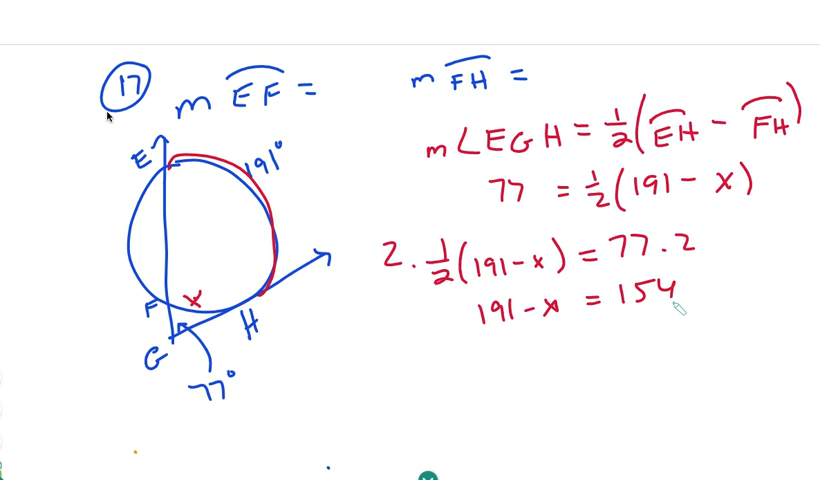 17
m EF =
m FH =
m∠EGH = 1/2(EH - FH)
77 = 1/2(191 - x)
2 · 1/2(191 - x) = 77 · 2
191 - x = 154
E
191°
F
x
H
G
77°